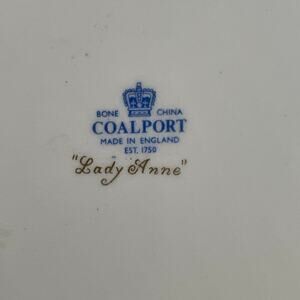 BONE CHINA
COALPORT
MADE IN ENGLAND
EST. 1750
"Lady Anne"